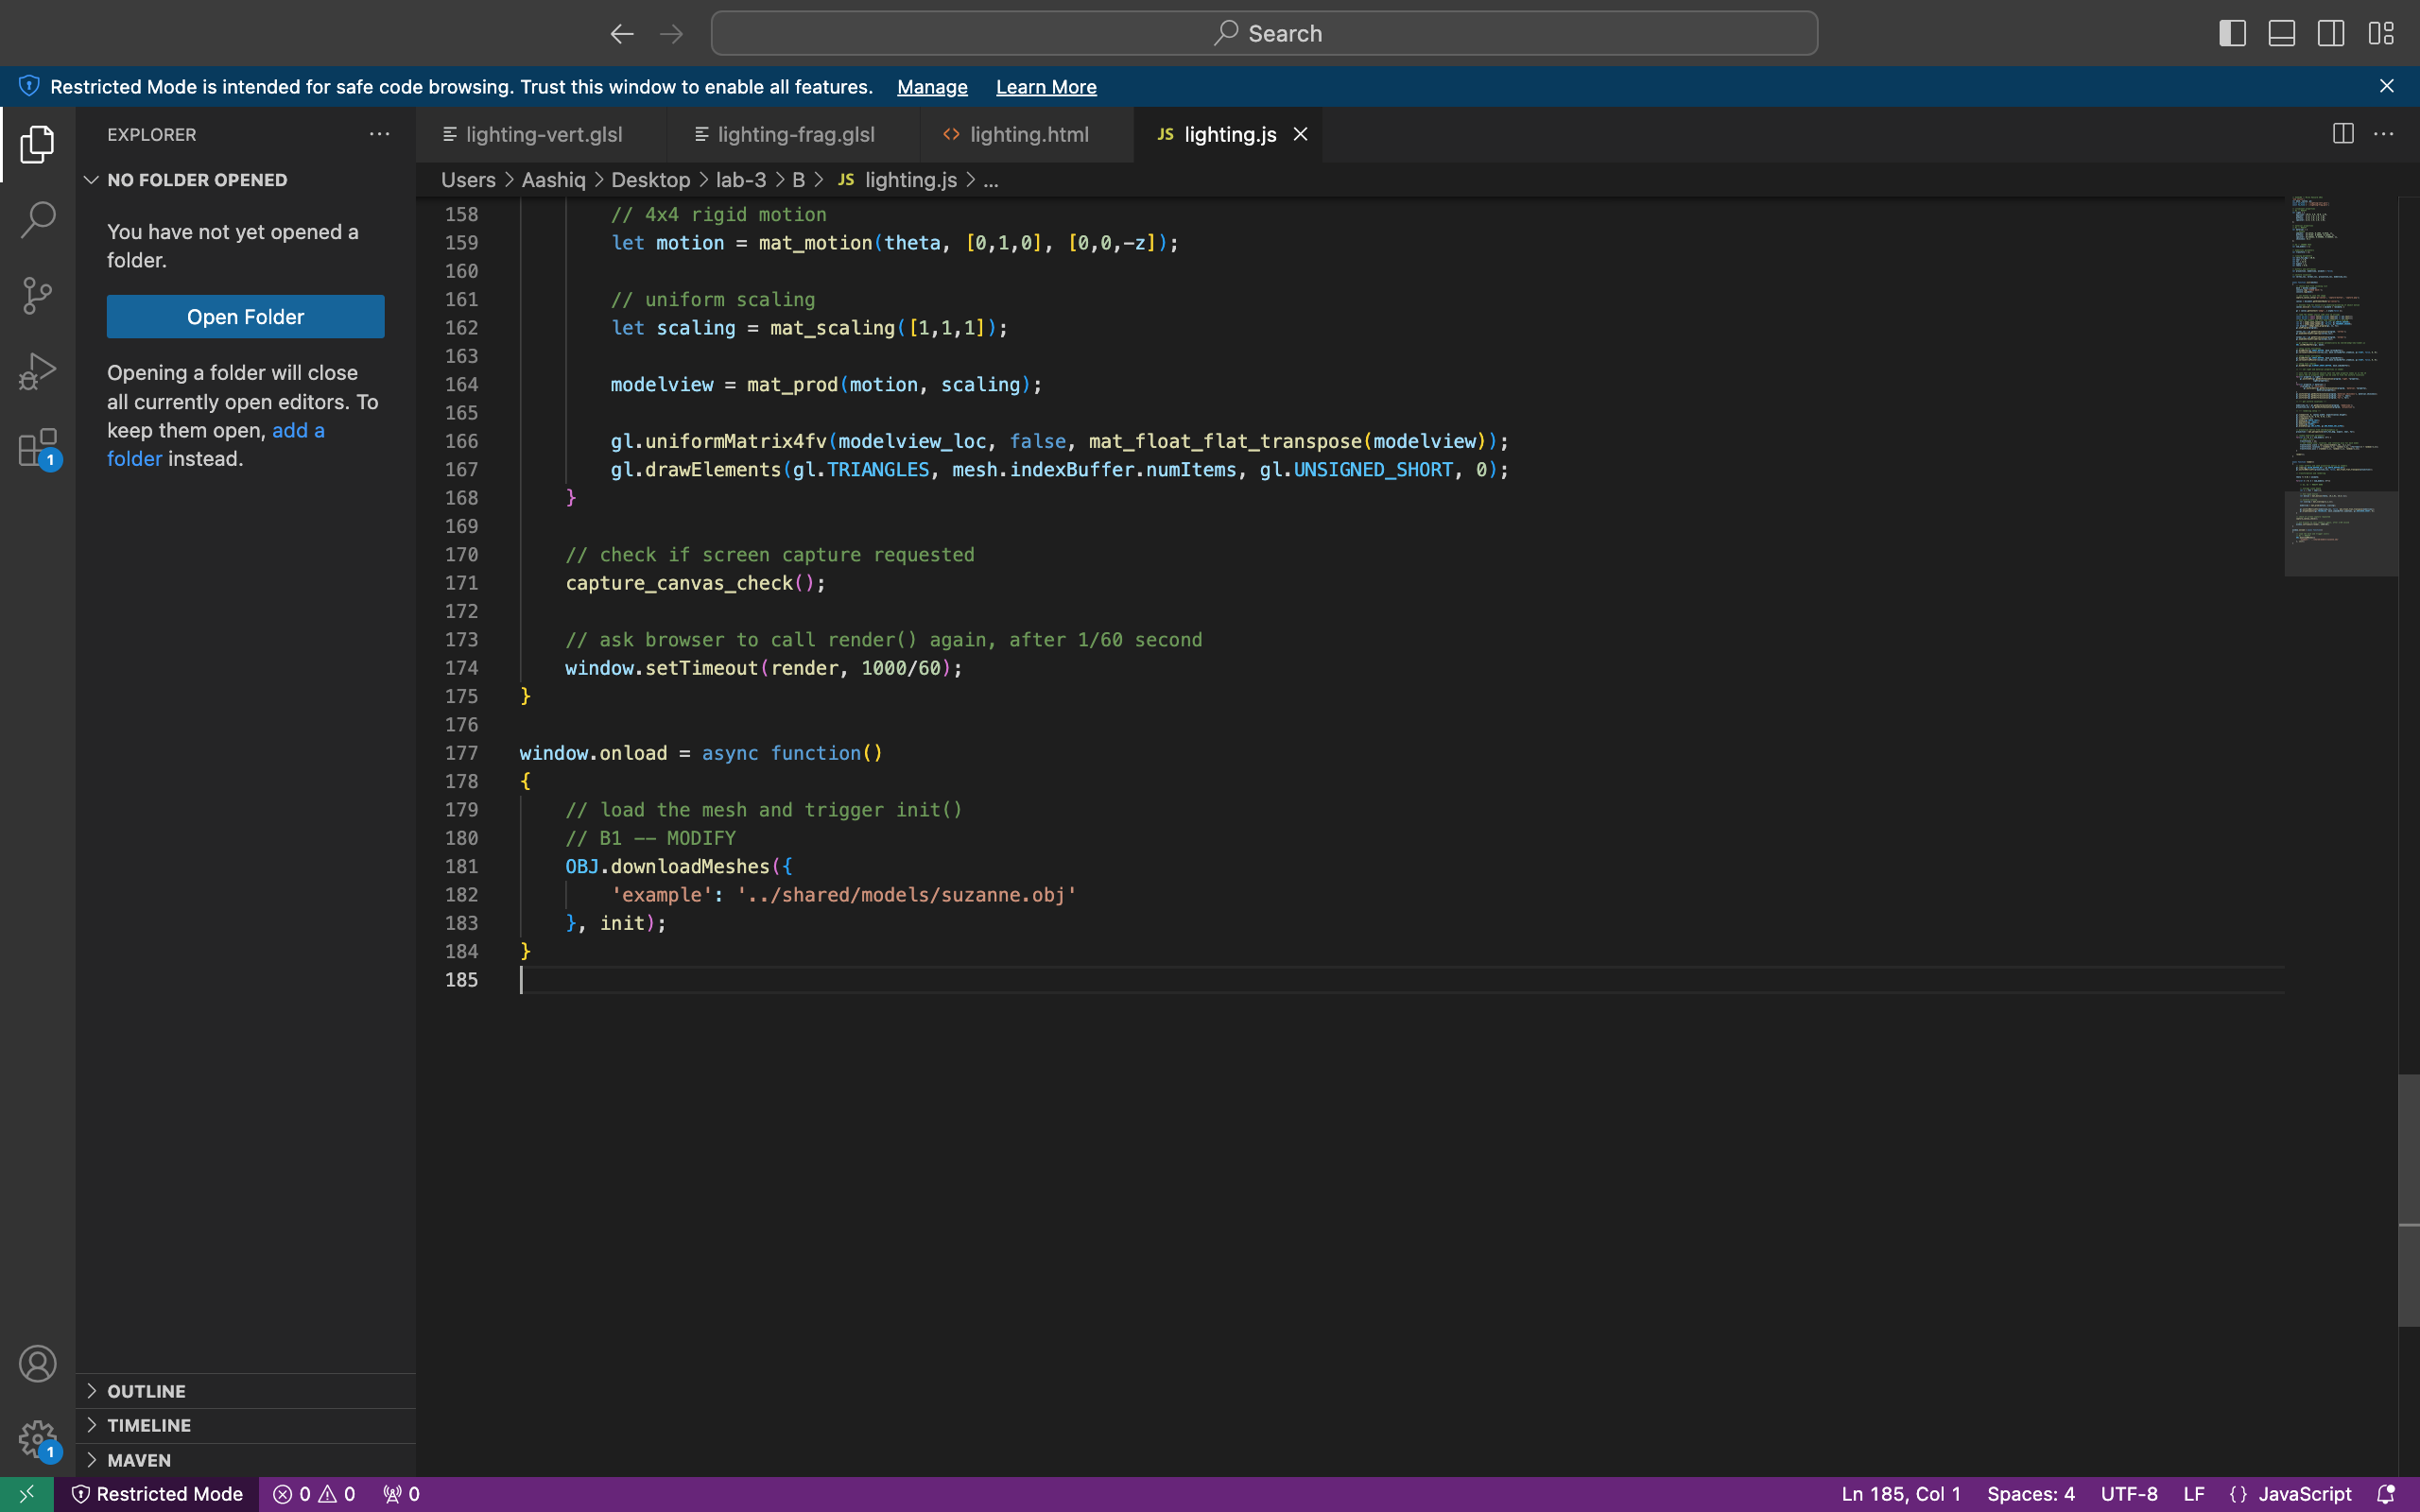 Search
Restricted Mode is intended for safe code browsing. Trust this window to enable all features. Manage Learn More
EXPLORER
NO FOLDER OPENED
You have not yet opened a
folder.
Open Folder
Opening a folder will close
all currently open editors. To
keep them open, add a
folder instead.
1
OUTLINE
TIMELINE
MAVEN
1
lighting-vert.glsl lighting-frag.glsl <> lighting.html JS lighting.js
Users > Aashiq > Desktop > lab-3 > B > JS lighting.js > ...
158 // 4x4 rigid motion
159 let motion = mat_motion(theta, [0,1,0], [0,0,-z]);
160
161 // uniform scaling
162 let scaling = mat_scaling([1,1,1]);
163
164 modelview = mat_prod(motion, scaling);
165
166 gl.uniformMatrix4fv(modelview_loc, false, mat_float_flat_transpose(modelview));
167 gl.drawElements(gl.TRIANGLES, mesh.indexBuffer.numItems, gl.UNSIGNED_SHORT, 0);
168 }
169
170 // check if screen capture requested
171 capture_canvas_check();
172
173 // ask browser to call render() again, after 1/60 second
174 window.setTimeout(render, 1000/60);
175 }
176
177 window.onload = async function()
178 {
179 // load the mesh and trigger init()
180 // B1 -- MODIFY
181 OBJ.downloadMeshes({
182 'example': '../shared/models/suzanne.obj'
183 }, init);
184 }
185
Restricted Mode 0 0 0 Ln 185, Col 1 Spaces: 4 UTF-8 LF {} JavaScript